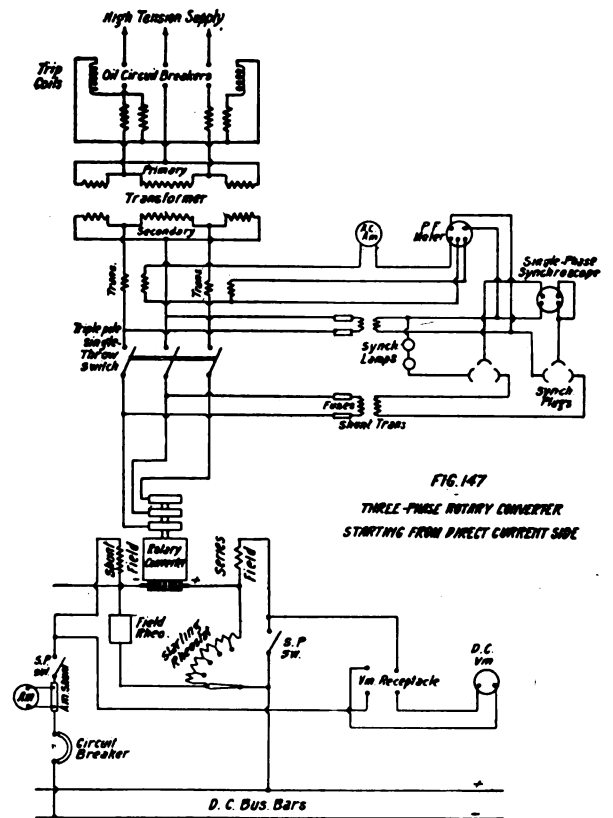 High Tension Supply
Trip
Coils
Oil Circuit Breakers
Primary
Transformer
Secondary
A.C.
Am
P.F.
Meter
Single-Phase
Synchroscope
Trans.
Trans
Triple pole
Single-
Throw
Switch
Synch
Lamps
Synch
Plugs
Fuses
Shunt Trans
FIG. 147
THREE-PHASE ROTARY CONVERTER
STARTING FROM DIRECT CURRENT SIDE
Shunt
Field
Rotary
Converter
Series
Field
- +
Field
Rheo.
Starting
Rheostat
S.P.
Sw.
S.P.
Sw.
Am
Am Shunt
Vm Receptacle
D.C.
Vm
Circuit
Breaker
+
D.C. Bus. Bars
-